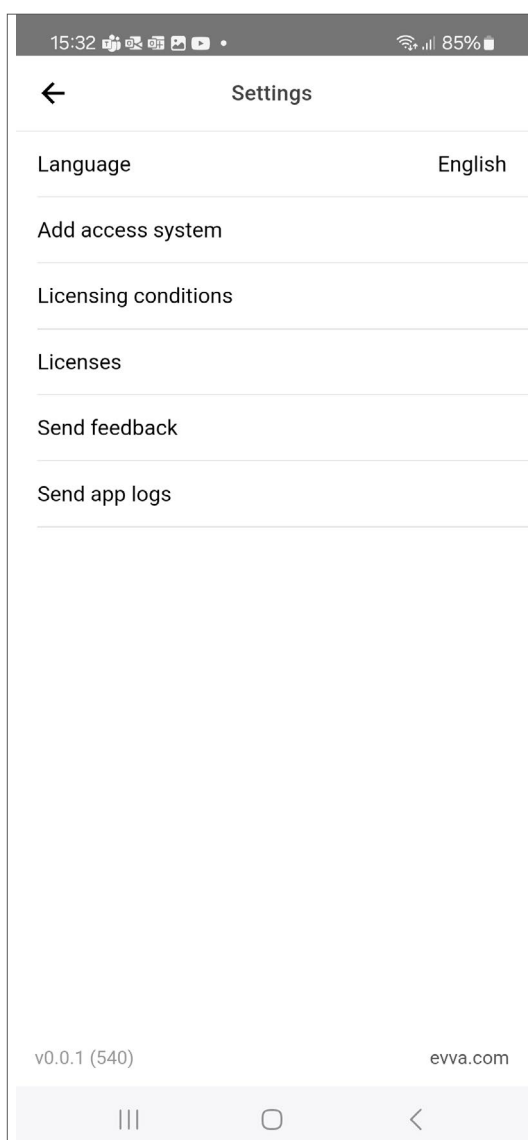 15:32 85%
Settings
Language English
Add access system
Licensing conditions
Licenses
Send feedback
Send app logs
v0.0.1 (540) evva.com